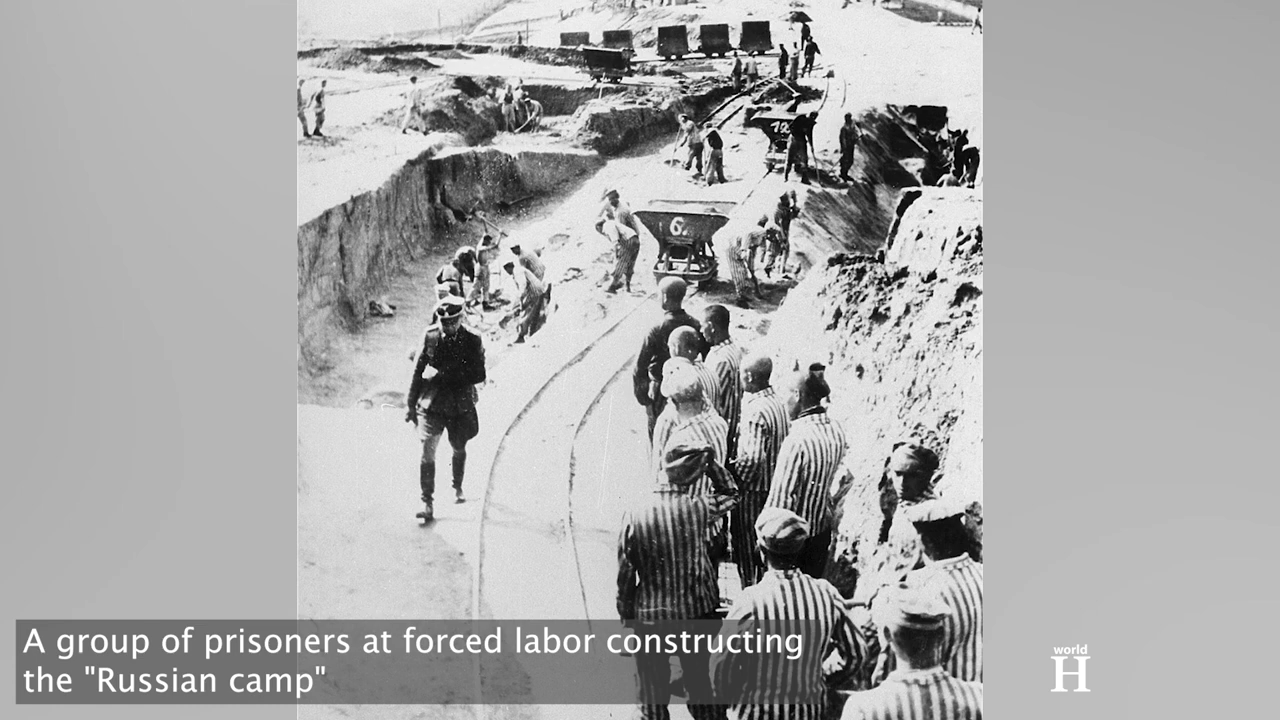 6.
A group of prisoners at forced labor constructing
the "Russian camp"
world
H